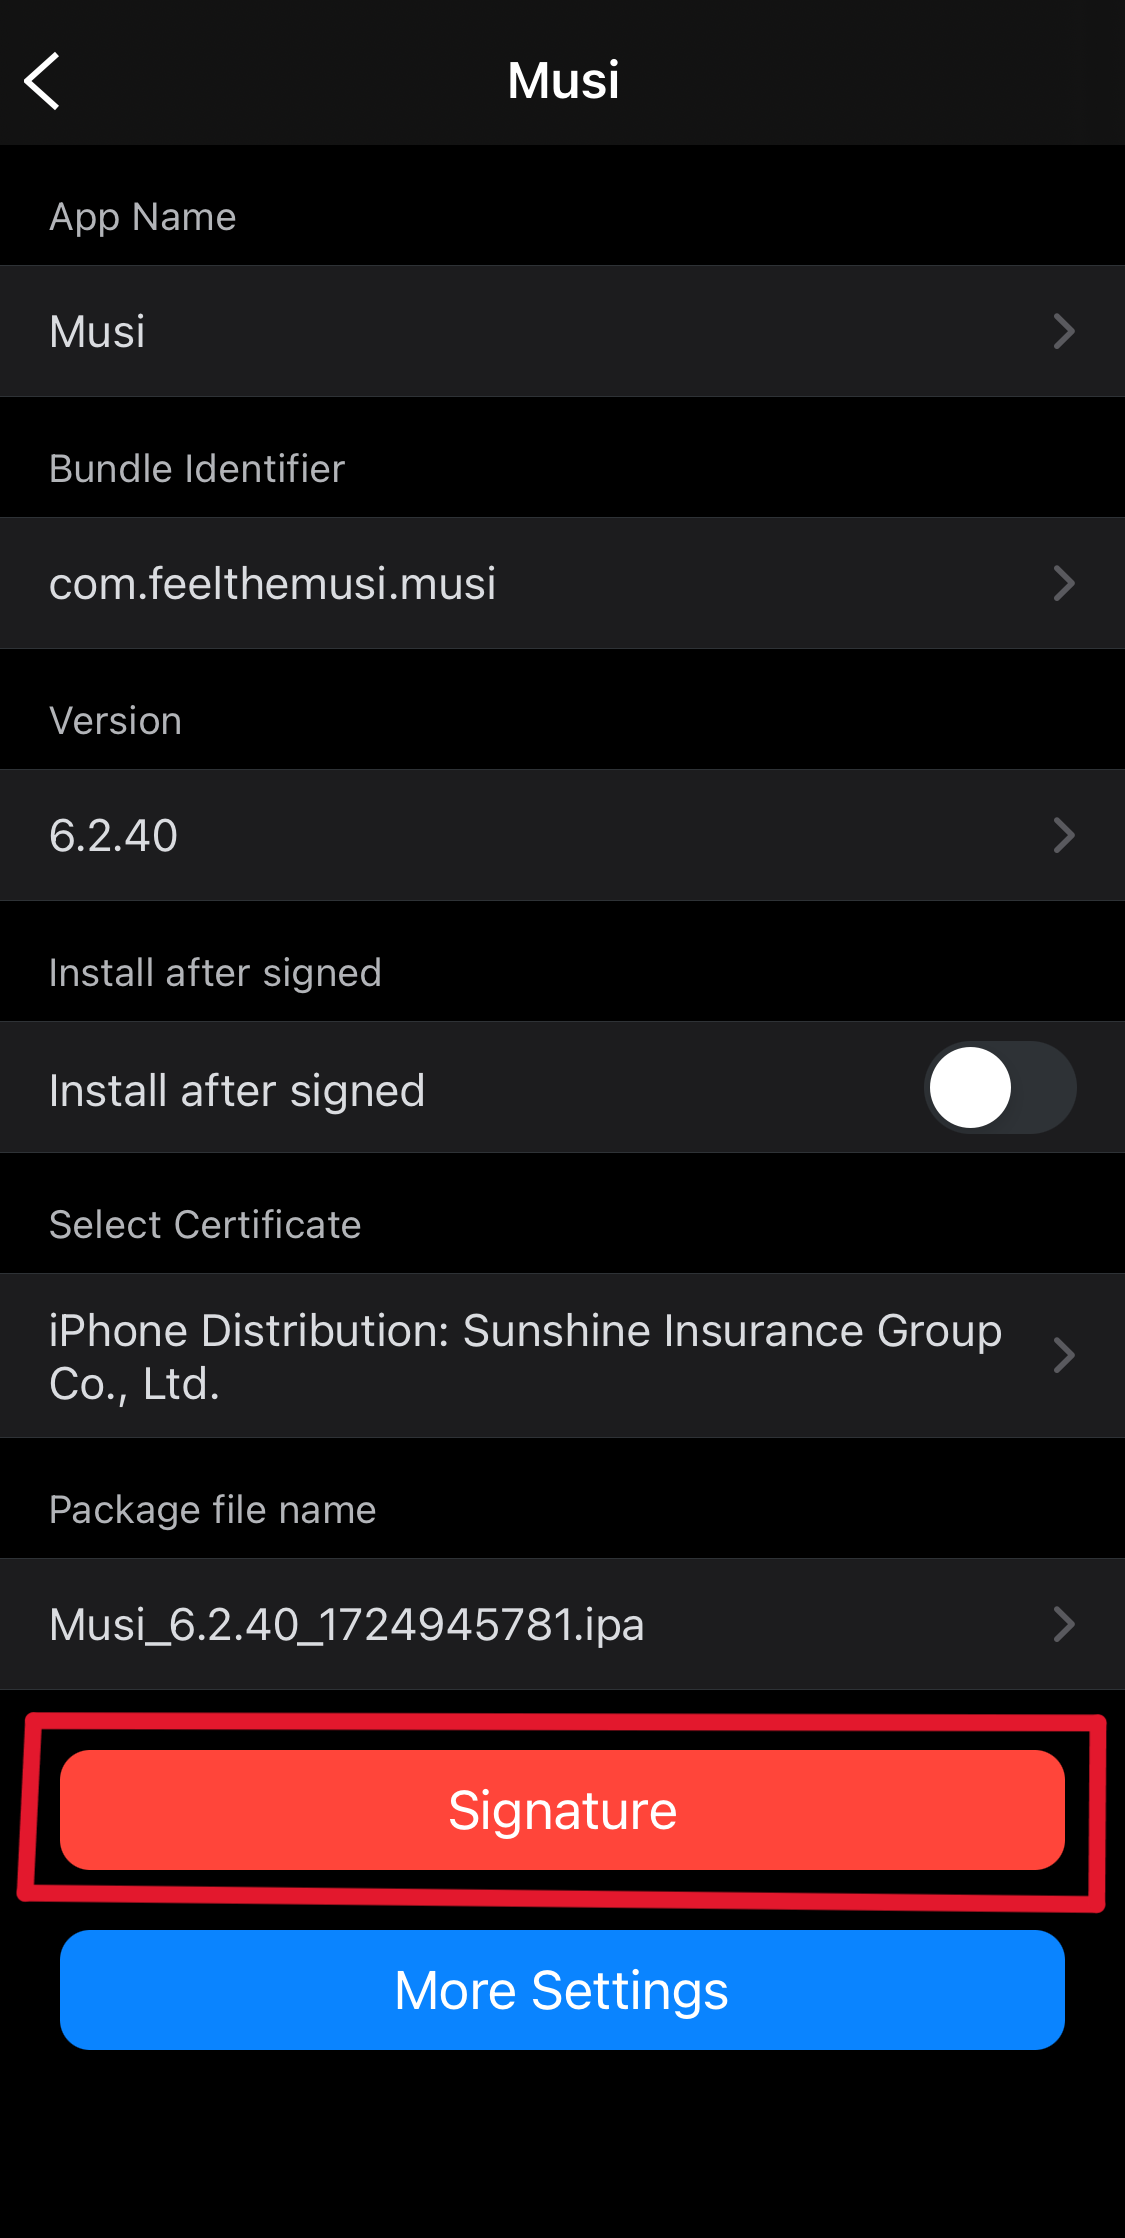 Musi
App Name
Musi
Bundle Identifier
com.feelthemusi.musi
Version
6.2.40
Install after signed
Install after signed
Select Certificate
iPhone Distribution: Sunshine Insurance Group
Co., Ltd.
Package file name
Musi_6.2.40_1724945781.ipa
Signature
More Settings